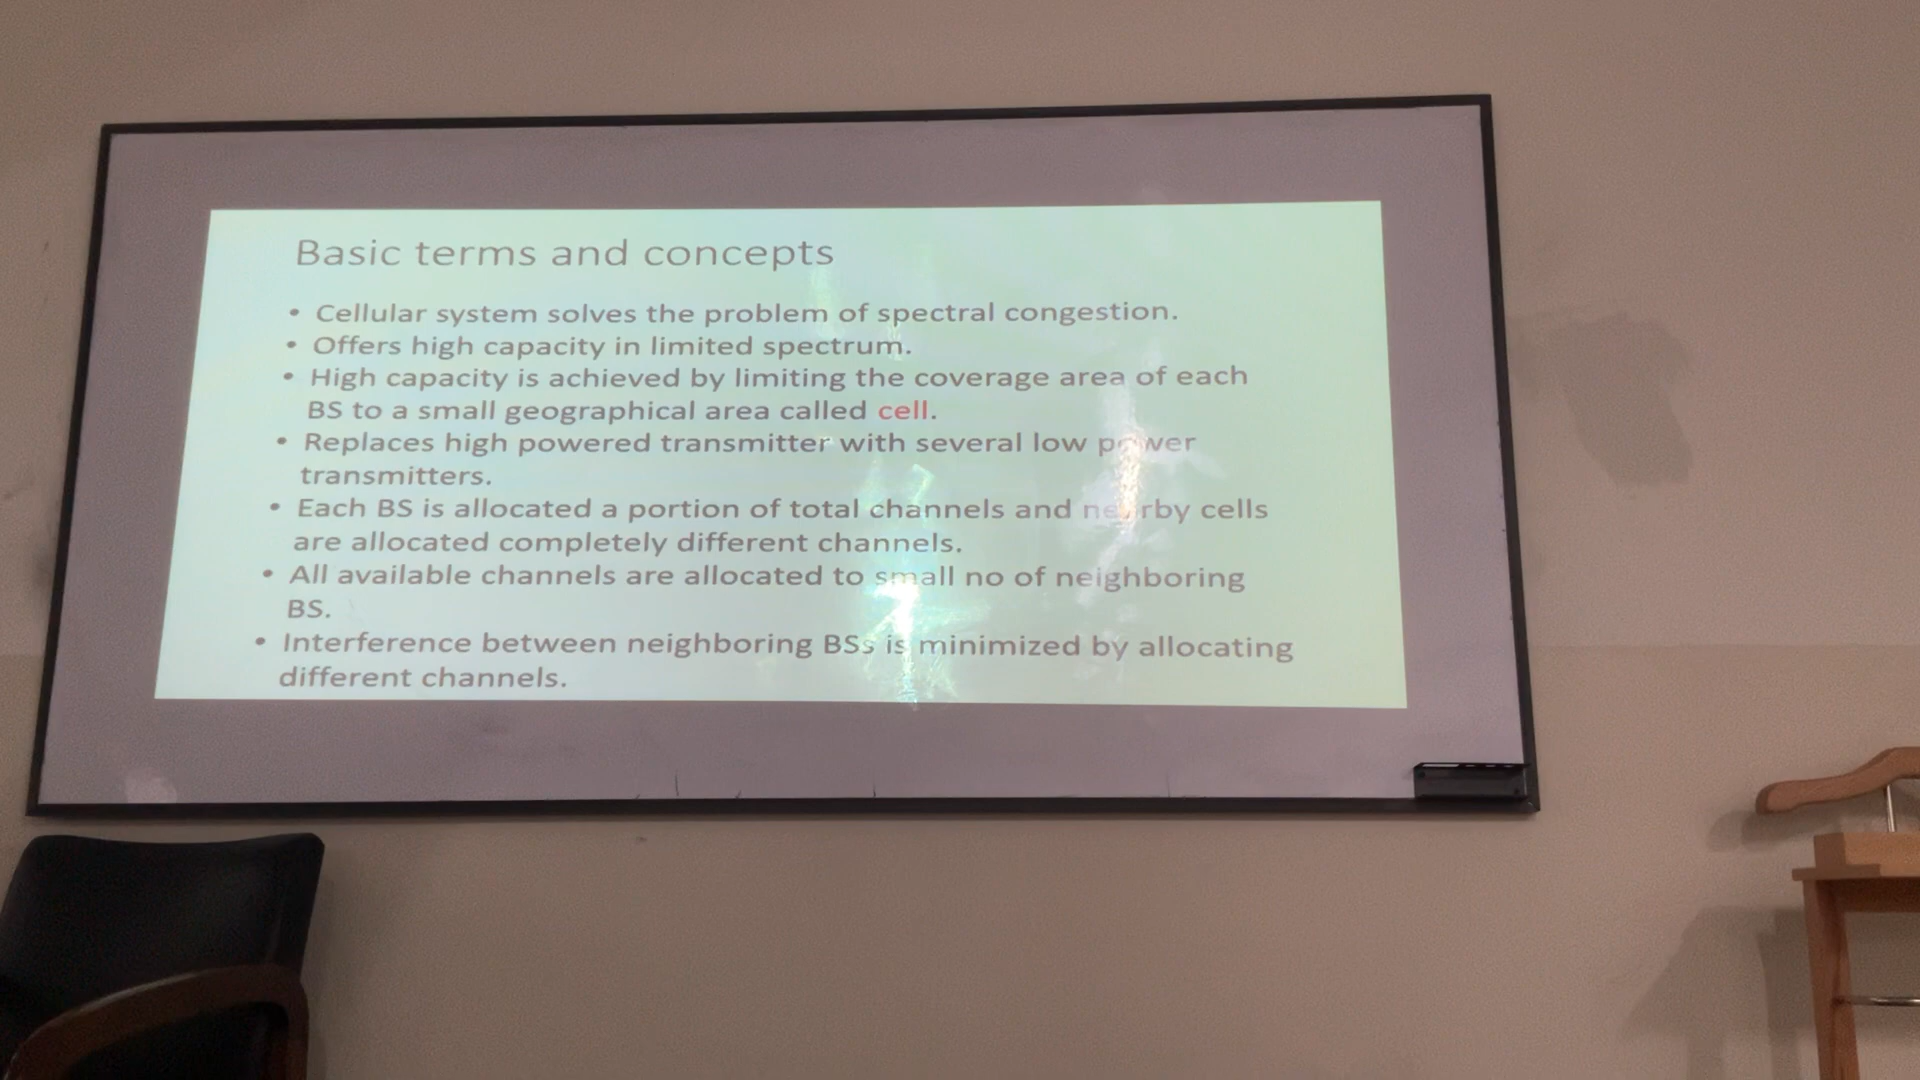 Basic terms and concepts
• Cellular system solves the problem of spectral congestion.
• Offers high capacity in limited spectrum.
• High capacity is achieved by limiting the coverage area of each
BS to a small geographical area called cell.
• Replaces high powered transmitter with several low power
transmitters.
• Each BS is allocated a portion of total channels and nearby cells
are allocated completely different channels.
• All available channels are allocated to small no of neighboring
BS.
• Interference between neighboring BSs is minimized by allocating
different channels.